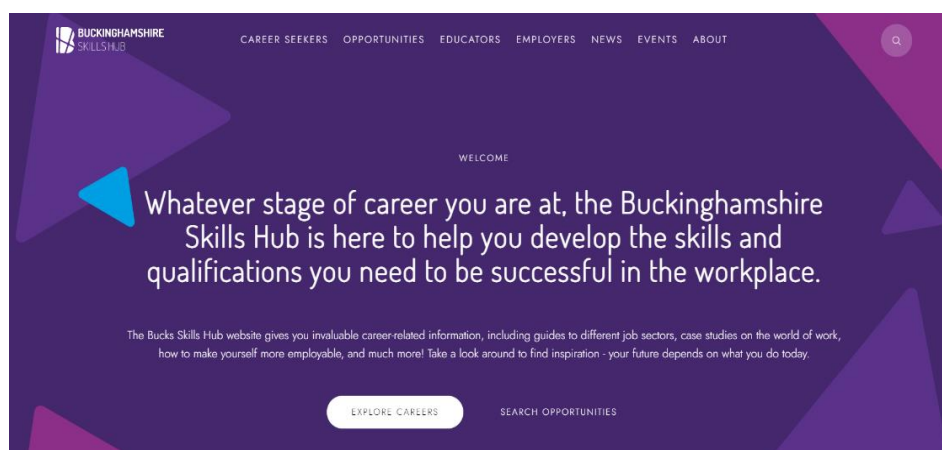 BUCKINGHAMSHIRE
SKILLS HUB
CAREER SEEKERS OPPORTUNITIES EDUCATORS EMPLOYERS NEWS EVENTS ABOUT
WELCOME
Whatever stage of career you are at, the Buckinghamshire
Skills Hub is here to help you develop the skills and
qualifications you need to be successful in the workplace.
The Bucks Skills Hub website gives you invaluable career-related information, including guides to different job sectors, case studies on the world of work,
how to make yourself more employable, and much more! Take a look around to find inspiration - your future depends on what you do today.
EXPLORE CAREERS SEARCH OPPORTUNITIES